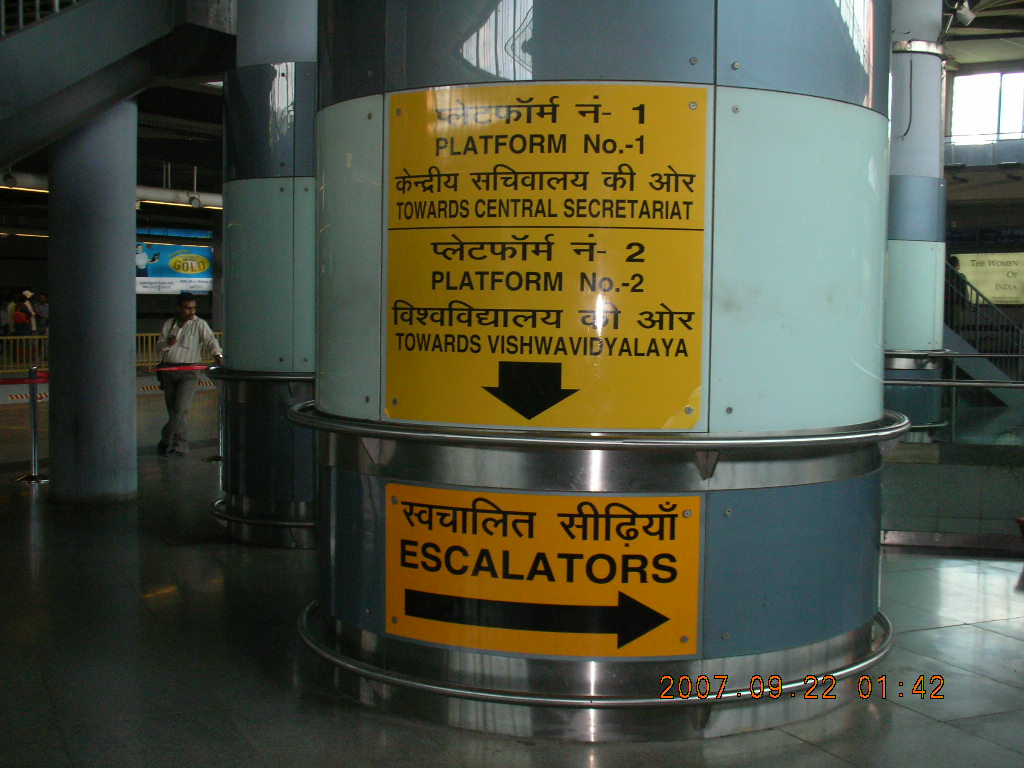 प्लेटफॉर्म नं- 1
PLATFORM No.-1
केन्द्रीय सचिवालय की ओर
TOWARDS CENTRAL SECRETARIAT
प्लेटफॉर्म नं- 2
PLATFORM No.-2
विश्वविद्यालय की ओर
TOWARDS VISHWAVIDYALAYA
स्वचालित सीढ़ियाँ
ESCALATORS
GOLD
THE WOMEN
OF
INDIA
2007.09.22 01:42